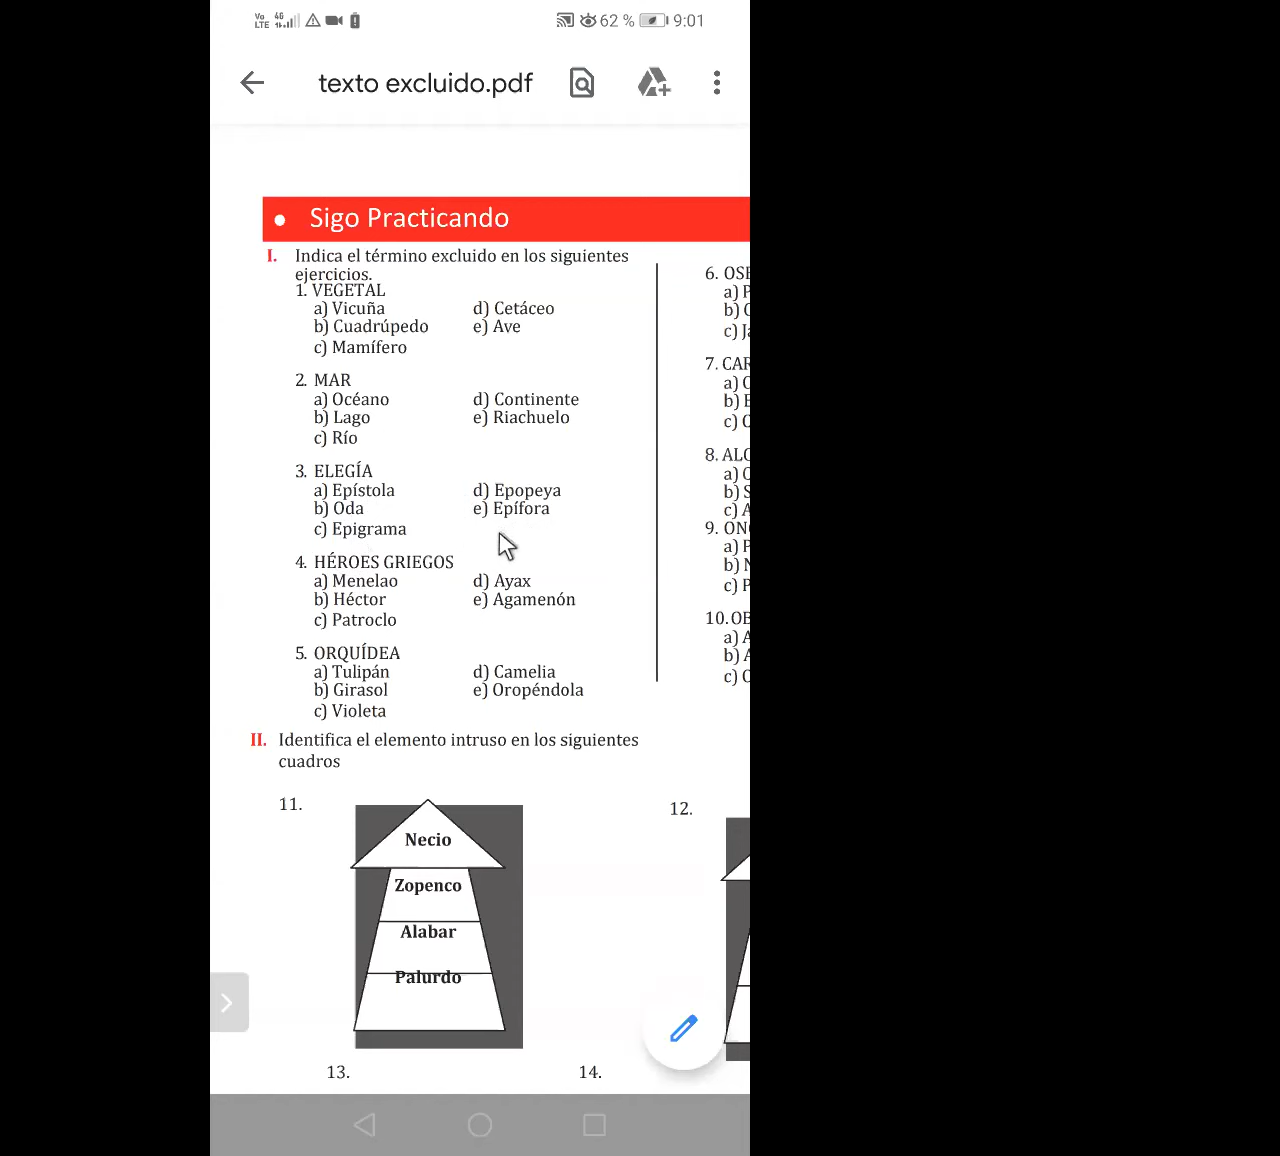 Vo LTE 4G 62 % 9:01
texto excluido.pdf
• Sigo Practicando
I. Indica el término excluido en los siguientes
ejercicios.
1. VEGETAL
a) Vicuña
b) Cuadrúpedo
c) Mamífero
d) Cetáceo
e) Ave
2. MAR
a) Océano
b) Lago
c) Río
d) Continente
e) Riachuelo
3. ELEGÍA
a) Epístola
b) Oda
c) Epigrama
d) Epopeya
e) Epífora
4. HÉROES GRIEGOS
a) Menelao
b) Héctor
c) Patroclo
d) Ayax
e) Agamenón
5. ORQUÍDEA
a) Tulipán
b) Girasol
c) Violeta
d) Camelia
e) Oropéndola
6.
a)
b)
c)
7.
a)
b)
c)
8.
a)
b)
c)
9.
a)
b)
c)
10.
a)
b)
c)
II. Identifica el elemento intruso en los siguientes
cuadros
11.
Necio
Zopenco
Alabar
Palurdo
12.
13.
14.